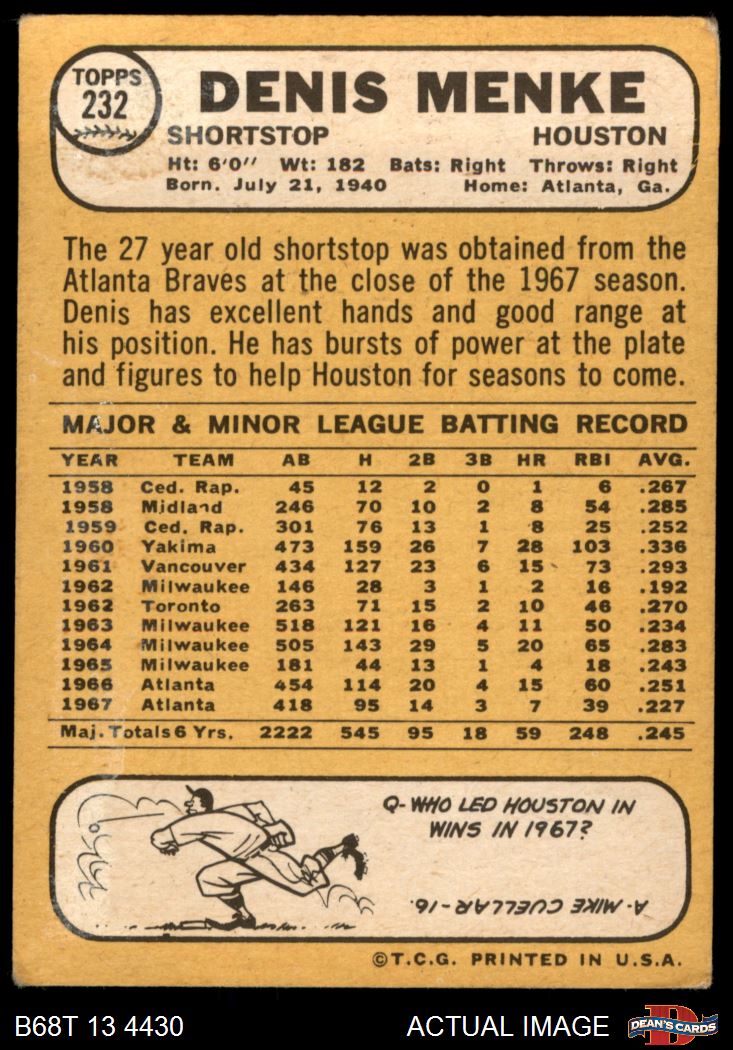 TOPPS
232
DENIS MENKE
SHORTSTOP HOUSTON
Ht: 6'0" Wt: 182 Bats: Right Throws: Right
Born. July 21, 1940 Home: Atlanta, Ga.
The 27 year old shortstop was obtained from the
Atlanta Braves at the close of the 1967 season.
Denis has excellent hands and good range at
his position. He has bursts of power at the plate
and figures to help Houston for seasons to come.
MAJOR & MINOR LEAGUE BATTING RECORD
YEAR TEAM AB H 2B 3B HR RBI AVG.
1958 Ced. Rap. 45 12 2 0 1 6 .267
1958 Midland 246 70 10 2 8 54 .285
1959 Ced. Rap. 301 76 13 1 8 25 .252
1960 Yakima 473 159 26 7 28 103 .336
1961 Vancouver 434 127 23 6 15 73 .293
1962 Milwaukee 146 28 3 1 2 16 .192
1962 Toronto 263 71 15 2 10 46 .270
1963 Milwaukee 518 121 16 4 11 50 .234
1964 Milwaukee 505 143 29 5 20 65 .283
1965 Milwaukee 181 44 13 1 4 18 .243
1966 Atlanta 454 114 20 4 15 60 .251
1967 Atlanta 418 95 14 3 7 39 .227
Maj. Totals 6 Yrs. 2222 545 95 18 59 248 .245
Q-WHO LED HOUSTON IN
WINS IN 1967?
A-MIKE CUELLAR-16.
©T.C.G. PRINTED IN U.S.A.
B68T 13 4430 ACTUAL IMAGE
D
DEAN'S CARDS